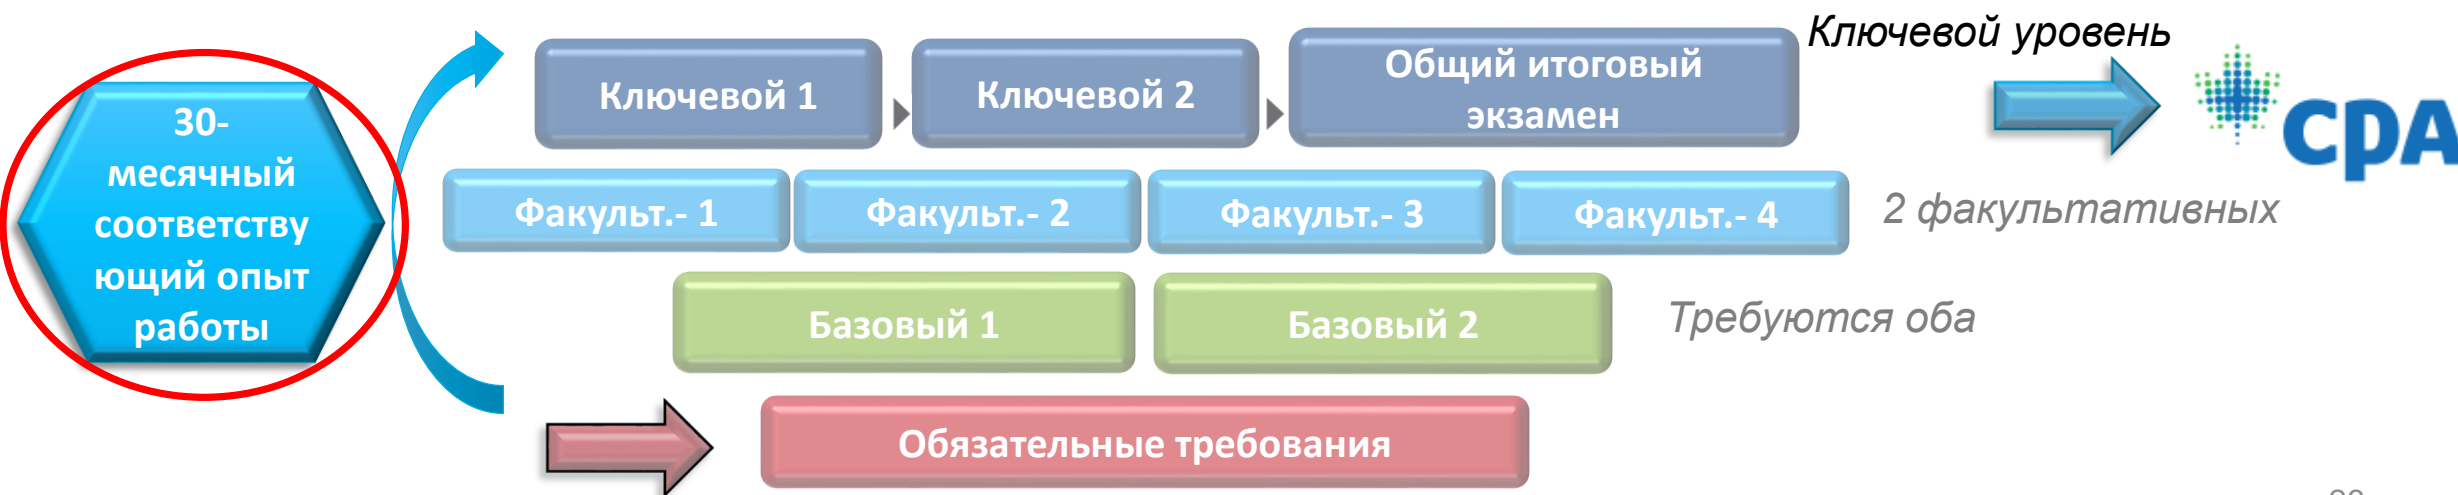 30-
месячный
соответству
ющий опыт
работы
Ключевой 1
Ключевой 2
Общий итоговый
экзамен
Ключевой уровень
CPA
Факульт.- 1
Факульт.- 2
Факульт.- 3
Факульт.- 4
2 факультативных
Базовый 1
Базовый 2
Требуются оба
Обязательные требования